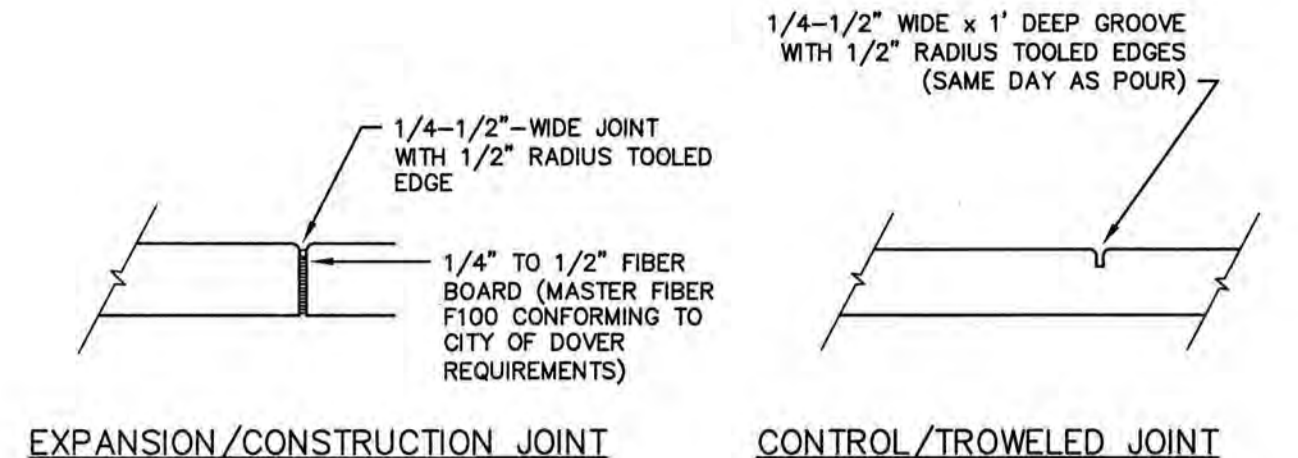 1/4-1/2"-WIDE JOINT
WITH 1/2" RADIUS TOOLED
EDGE
1/4" TO 1/2" FIBER
BOARD (MASTER FIBER
F100 CONFORMING TO
CITY OF DOVER
REQUIREMENTS)
EXPANSION/CONSTRUCTION JOINT
1/4-1/2" WIDE x 1' DEEP GROOVE
WITH 1/2" RADIUS TOOLED EDGES
(SAME DAY AS POUR)
CONTROL/TROWELED JOINT